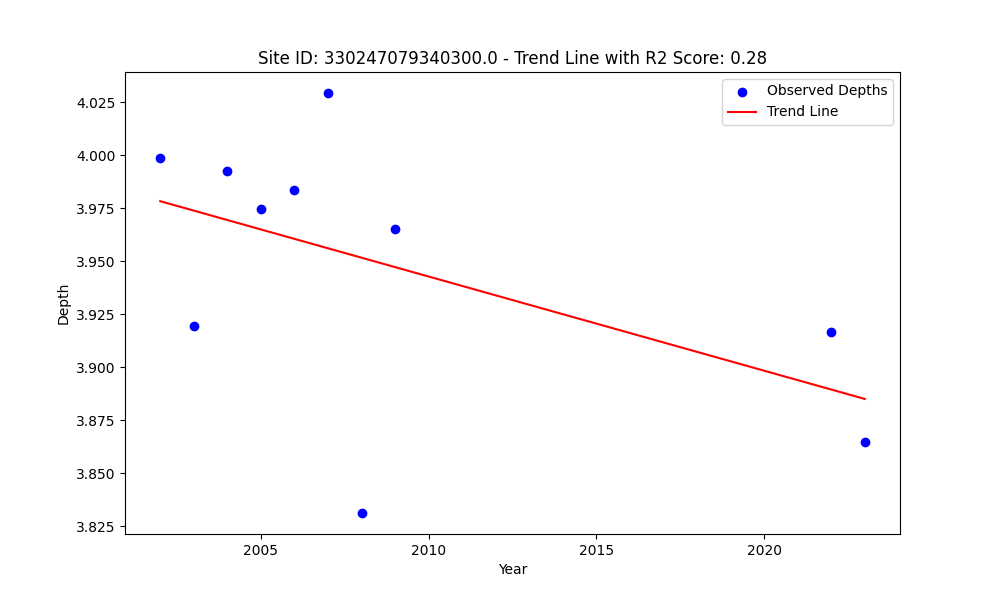 Site ID: 330247079340300.0 - Trend Line with R2 Score: 0.28
Observed Depths
Trend Line
4.025
4.000
3.975
3.950
3.925
3.900
3.875
3.850
3.825
Depth
2005 2010 2015 2020
Year